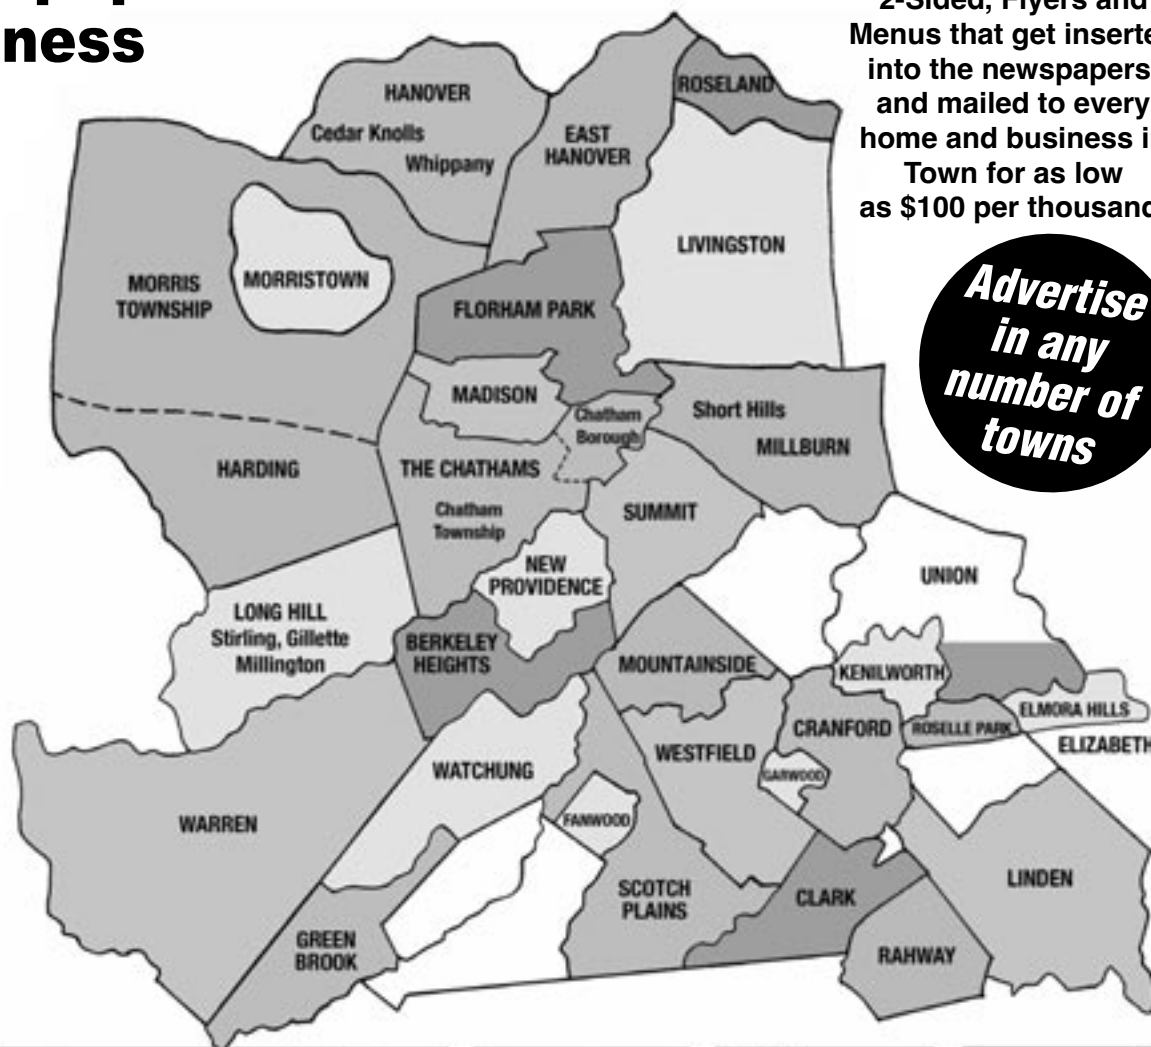 ness
2-Sided, Flyers and
Menus that get inserte
into the newspapers
and mailed to every
home and business i
Town for as low
as $100 per thousand
Advertise
in any
number of
towns
HANOVER
Cedar Knolls
Whippany
EAST
HANOVER
ROSELAND
LIVINGSTON
MORRIS
TOWNSHIP
MORRISTOWN
FLORHAM PARK
MADISON
Chatham
Borough
Short Hills
MILLBURN
HARDING
THE CHATHAMS
Chatham
Township
SUMMIT
NEW
PROVIDENCE
UNION
LONG HILL
Stirling, Gillette
Millington
BERKELEY
HEIGHTS
MOUNTAINSIDE
KENILWORTH
ELMORA HILLS
ROSELLE PARK
CRANFORD
ELIZABETH
WESTFIELD
GARWOOD
WATCHUNG
WARREN
FANWOOD
SCOTCH
PLAINS
CLARK
LINDEN
GREEN
BROOK
RAHWAY